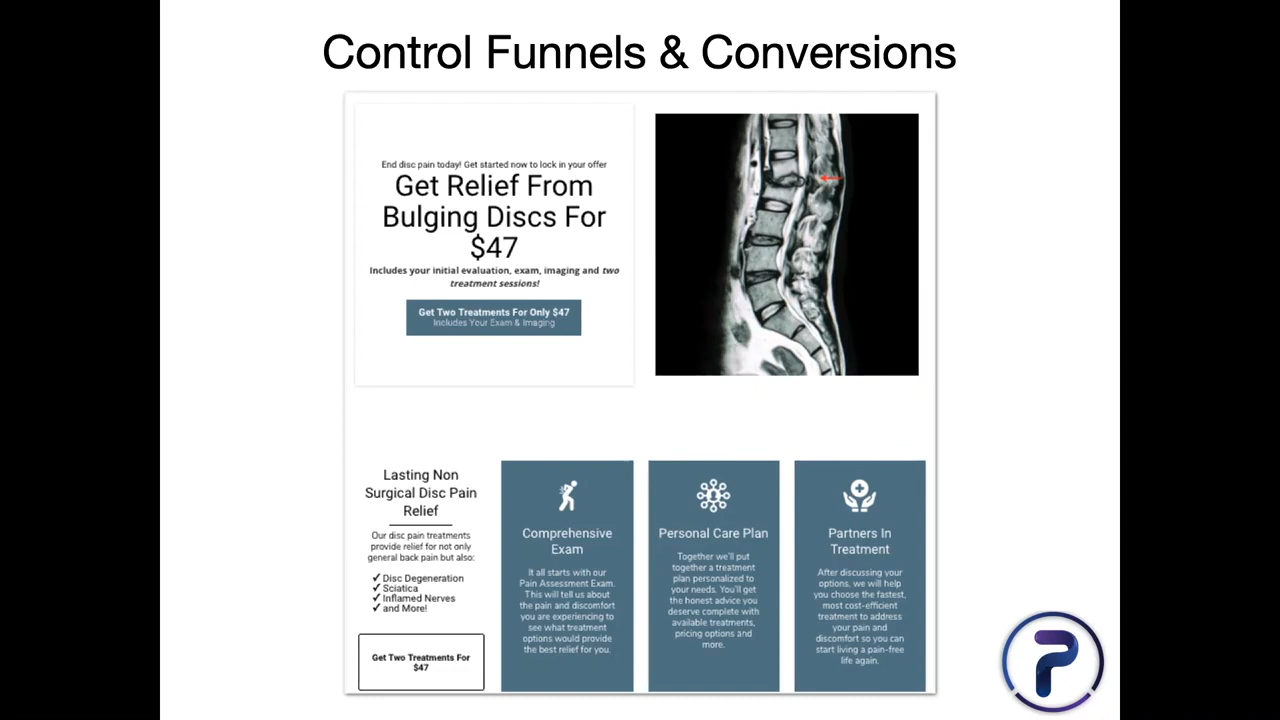 Control Funnels & Conversions
End disc pain today! Get started now to lock in your offer
Get Relief From
Bulging Discs For
$47
Includes your initial evaluation, exam, imaging and two
treatment sessions!
Get Two Treatments For Only $47
Includes Your Exam & Imaging
Lasting Non
Surgical Disc Pain
Relief
Our disc pain treatments
provide relief for not only
general back pain but also:
✓ Disc Degeneration
✓ Sciatica
✓ Inflamed Nerves
✓ and More!
Get Two Treatments For
$47
Comprehensive
Exam
It all starts with our
Pain Assessment Exam.
This will tell us about
the pain and discomfort
you are experiencing to
see what treatment
options would provide
the best relief for you.
Personal Care Plan
Together we'll put
together a treatment
plan personalized to
your needs. You'll get
the honest advice you
deserve complete with
available treatments,
pricing options and
more.
Partners In
Treatment
After discussing your
options, we will help
you choose the fastest,
most cost-efficient
treatment to address
your pain and
discomfort so you can
start living a pain-free
life again.
P